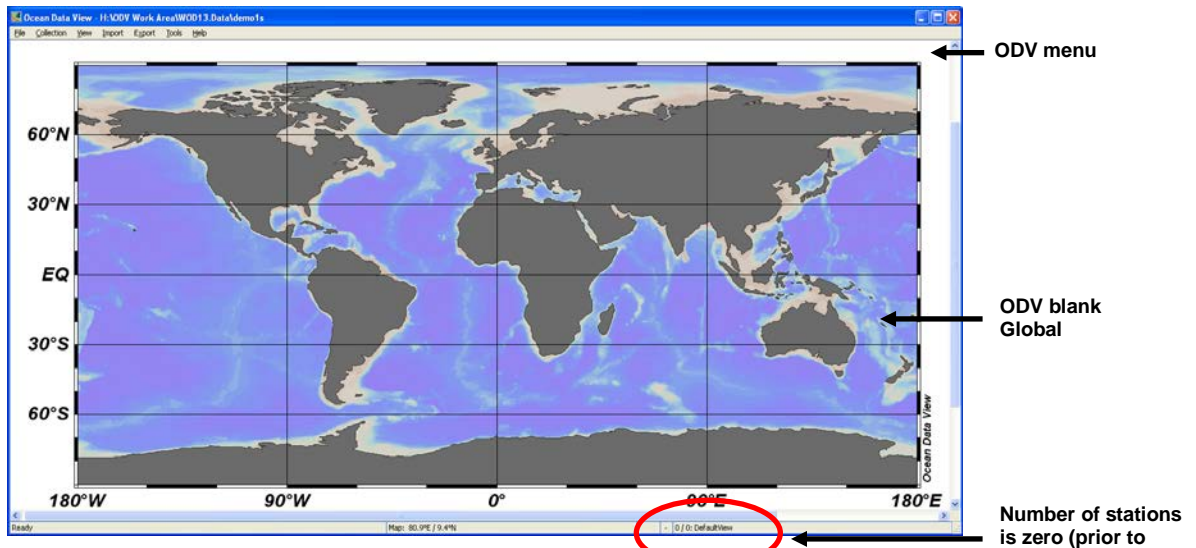 Ocean Data View - H:\ODV Work Area\WOD13.Data\demo1s
File Collection View Import Export Tools Help
ODV menu
60°N
30°N
EQ
30°S
60°S
ODV blank
Global
Ocean Data View
180°W 90°W 0° 90°E 180°E
Ready Map: 80.9°E / 9.4°N - 0 / 0: DefaultView
Number of stations
is zero (prior to